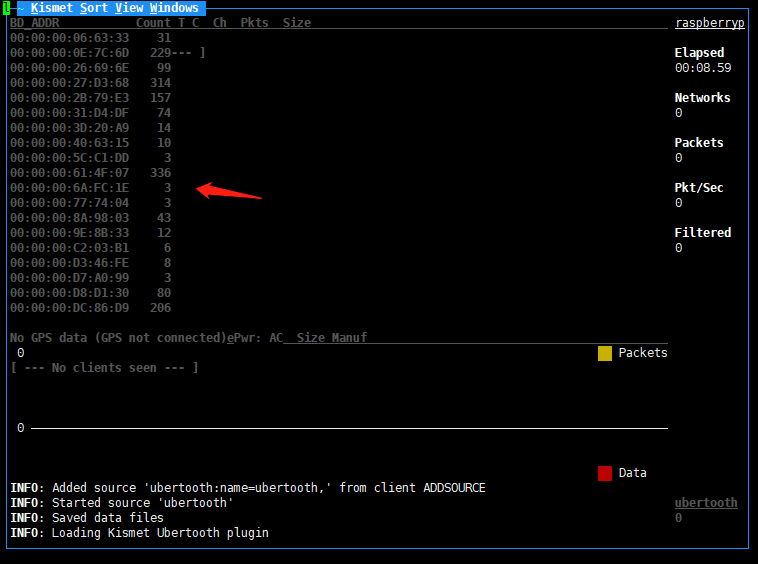 ~ Kismet Sort View Windows
BD_ADDR Count T C Ch Pkts Size
raspberryp
00:00:00:06:63:33 31
00:00:00:0E:7C:6D 229--- ]
Elapsed
00:00:00:26:69:6E 99
00:08.59
00:00:00:27:D3:68 314
00:00:00:2B:79:E3 157
Networks
00:00:00:31:D4:DF 74
0
00:00:00:3D:20:A9 14
00:00:00:40:63:15 10
Packets
00:00:00:5C:C1:DD 3
0
00:00:00:61:4F:07 336
00:00:00:6A:FC:1E 3
Pkt/Sec
00:00:00:77:74:04 3
0
00:00:00:8A:98:03 43
00:00:00:9E:8B:33 12
Filtered
00:00:00:C2:03:B1 6
0
00:00:00:D3:46:FE 8
00:00:00:D7:A0:99 3
00:00:00:D8:D1:30 80
00:00:00:DC:86:D9 206
No GPS data (GPS not connected)ePwr: AC Size Manuf
0
Packets
[ --- No clients seen --- ]
0
Data
INFO: Added source 'ubertooth:name=ubertooth,' from client ADDSOURCE
INFO: Started source 'ubertooth'
ubertooth
INFO: Saved data files
0
INFO: Loading Kismet Ubertooth plugin